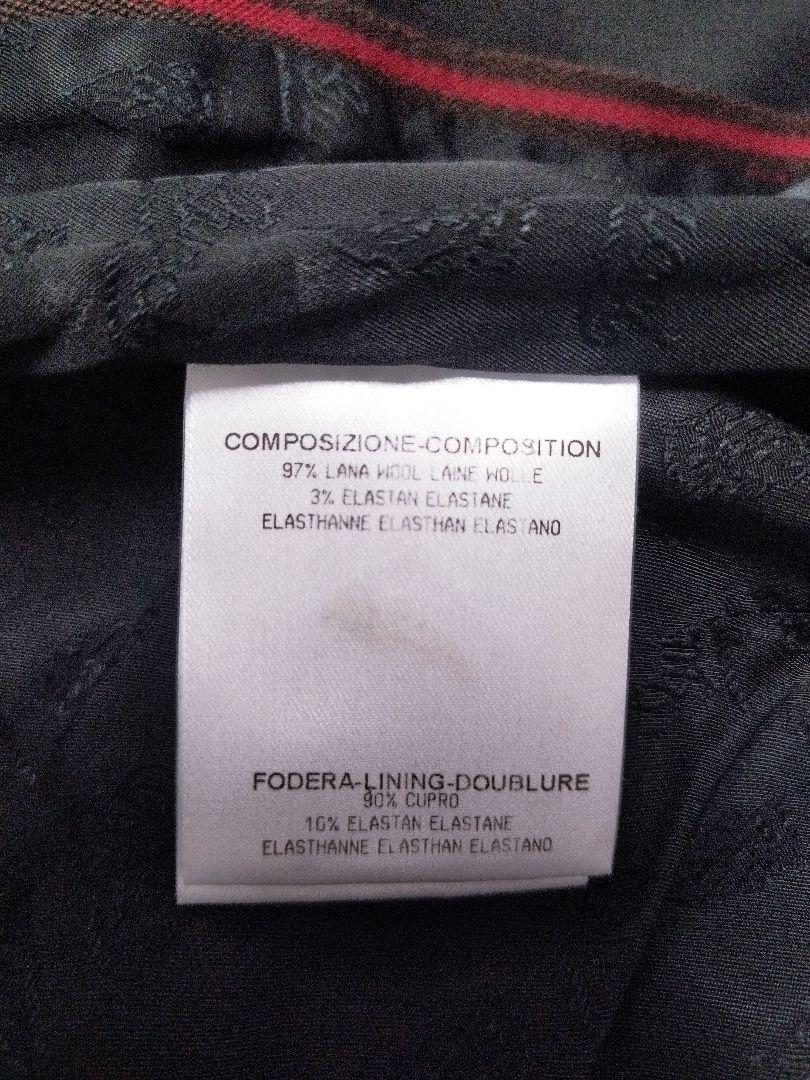 COMPOSIZIONE-COMPOSITION
97% LANA WOOL LAINE WOLLE
3% ELASTAN ELASTANE
ELASTHANNE ELASTHAN ELASTANO
FODERA-LINING-DOUBLURE
90% CUPRO
10% ELASTAN ELASTANE
ELASTHANNE ELASTHAN ELASTANO